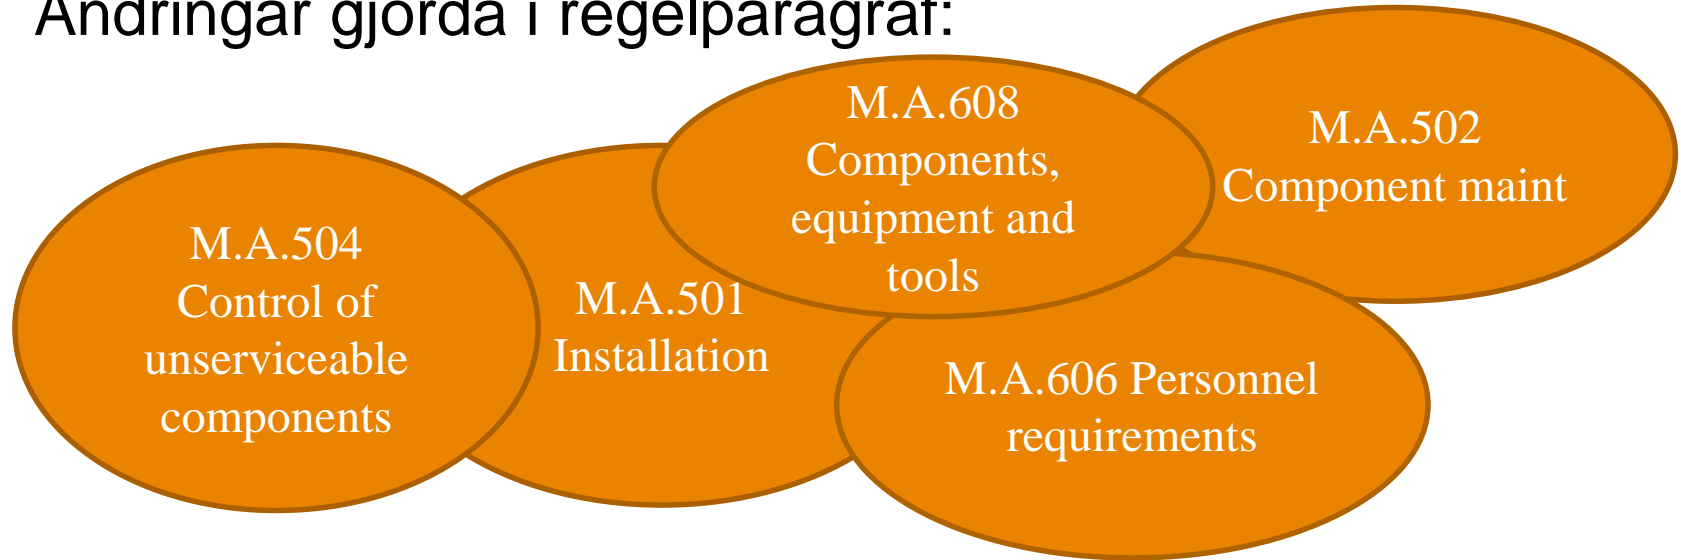 Ändringar gjorda i regelparagraf:
M.A.608
Components,
equipment and
tools
M.A.502
Component maint
M.A.504
Control of
unserviceable
components
M.A.501
Installation
M.A.606 Personnel
requirements